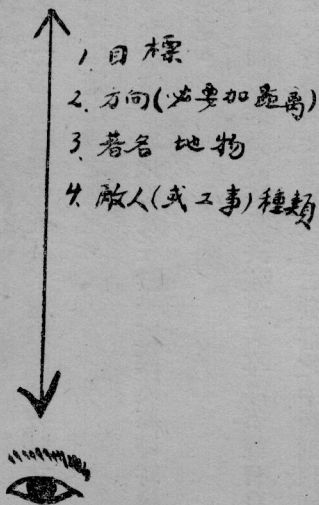 1. 目標
2. 方向(必要加距离)
3. 著名地物
4. 敵人(或工事)種類